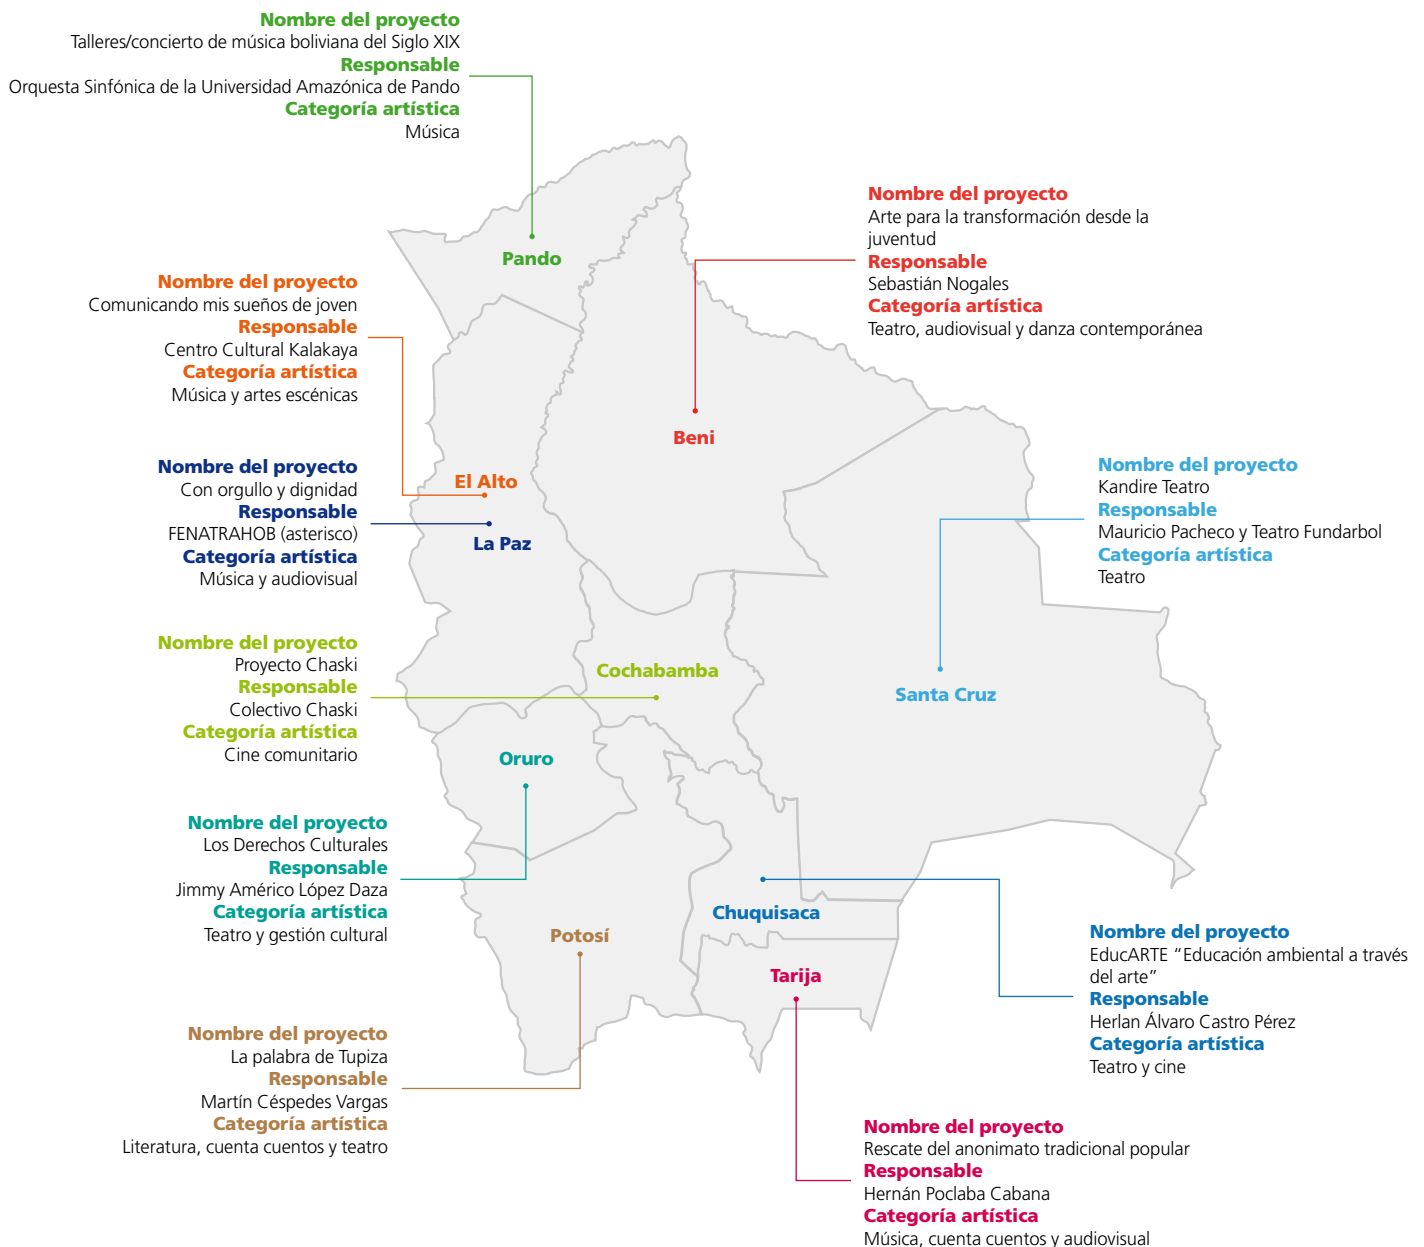 Nombre del proyecto
Talleres/concierto de música boliviana del Siglo XIX
Responsable
Orquesta Sinfónica de la Universidad Amazónica de Pando
Categoría artística
Música
Pando
Nombre del proyecto
Arte para la transformación desde la
juventud
Responsable
Sebastián Nogales
Categoría artística
Teatro, audiovisual y danza contemporánea
Beni
Nombre del proyecto
Comunicando mis sueños de joven
Responsable
Centro Cultural Kalakaya
Categoría artística
Música y artes escénicas
El Alto
Nombre del proyecto
Con orgullo y dignidad
Responsable
FENATRAHOB (asterisco)
Categoría artística
Música y audiovisual
La Paz
Nombre del proyecto
Kandire Teatro
Responsable
Mauricio Pacheco y Teatro Fundarbol
Categoría artística
Teatro
Santa Cruz
Nombre del proyecto
Proyecto Chaski
Responsable
Colectivo Chaski
Categoría artística
Cine comunitario
Cochabamba
Oruro
Nombre del proyecto
Los Derechos Culturales
Responsable
Jimmy Américo López Daza
Categoría artística
Teatro y gestión cultural
Chuquisaca
Nombre del proyecto
EducARTE “Educación ambiental a través
del arte”
Responsable
Herlan Álvaro Castro Pérez
Categoría artística
Teatro y cine
Potosí
Nombre del proyecto
La palabra de Tupiza
Responsable
Martín Céspedes Vargas
Categoría artística
Literatura, cuenta cuentos y teatro
Tarija
Nombre del proyecto
Rescate del anonimato tradicional popular
Responsable
Hernán Poclaba Cabana
Categoría artística
Música, cuenta cuentos y audiovisual